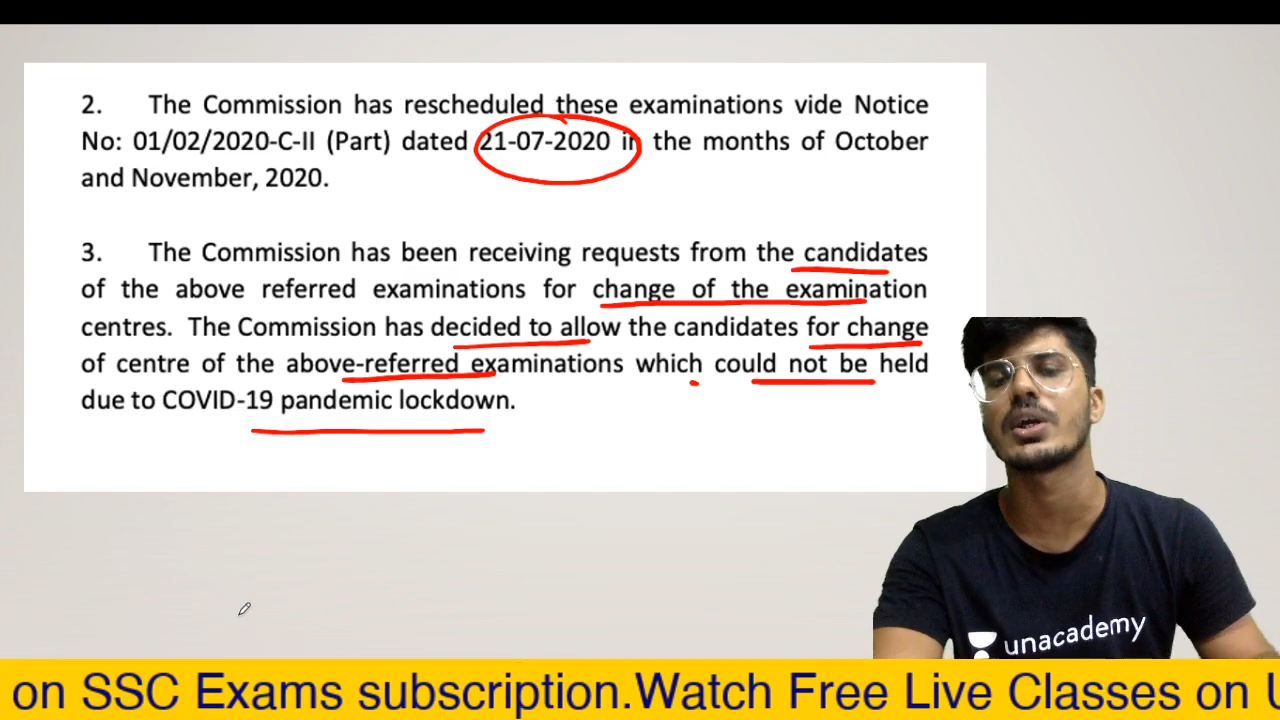 2. The Commission has rescheduled these examinations vide Notice
No: 01/02/2020-C-II (Part) dated 21-07-2020 in the months of October
and November, 2020.
3. The Commission has been receiving requests from the candidates
of the above referred examinations for change of the examination
centres. The Commission has decided to allow the candidates for change
of centre of the above-referred examinations which could not be held
due to COVID-19 pandemic lockdown.
unacademy
on SSC Exams subscription.Watch Free Live Classes on U